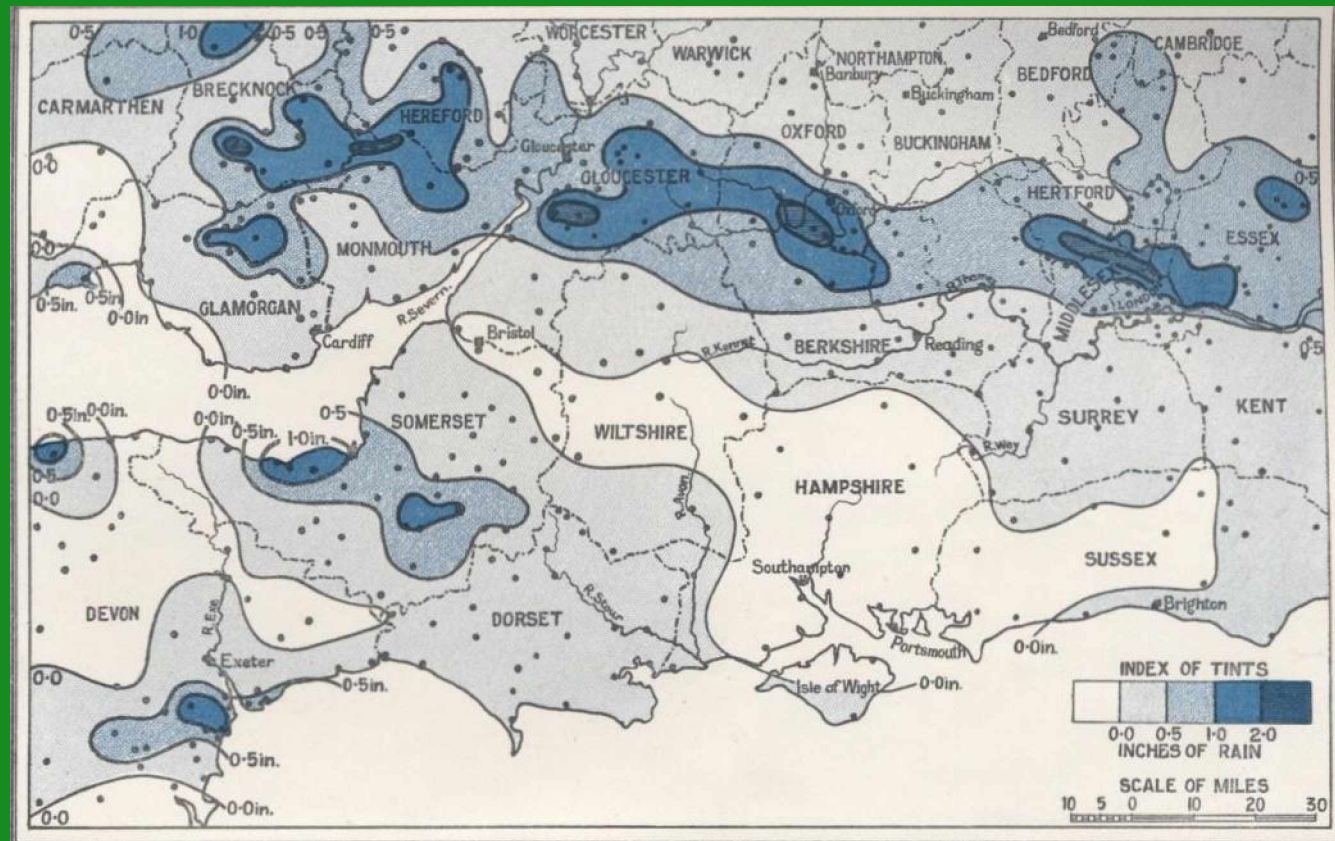 0·5 1·0 0·5 0·5 0·5
WORCESTER
WARWICK
NORTHAMPTON.
Bedford
CAMBRIDGE
BRECKNOCK
Banbury
BEDFORD
CARMARTHEN
Buckingham
HEREFORD
OXFORD
BUCKINGHAM
Gloucester
0·0
GLOUCESTER
HERTFORD
0·5
Oxford
ESSEX
0·0
MONMOUTH
0·5in. 0·5in.
0·0in
GLAMORGAN
R.Severn.
R.Thames
MIDDLESEX
LONDON
Cardiff
Bristol
R.Kennet
BERKSHIRE
Reading
0·5
0·0in.
0·5in. 0·0in.
0·0in.
0·5in.
1·0in.
0·5
SOMERSET
WILTSHIRE
SURREY
KENT
R.Wey
0·5
0·0
R.Avon
HAMPSHIRE
SUSSEX
Southampton
DEVON
R.Exe
DORSET
R.Stour
Brighton
Portsmouth
0·0in.
Exeter
0·0
0·5in.
Isle of Wight
0·0in.
INDEX OF TINTS
0·0 0·5 1·0 2·0
INCHES OF RAIN
0·5in.
0·0in.
0·0
SCALE OF MILES
10 5 0 10 20 30